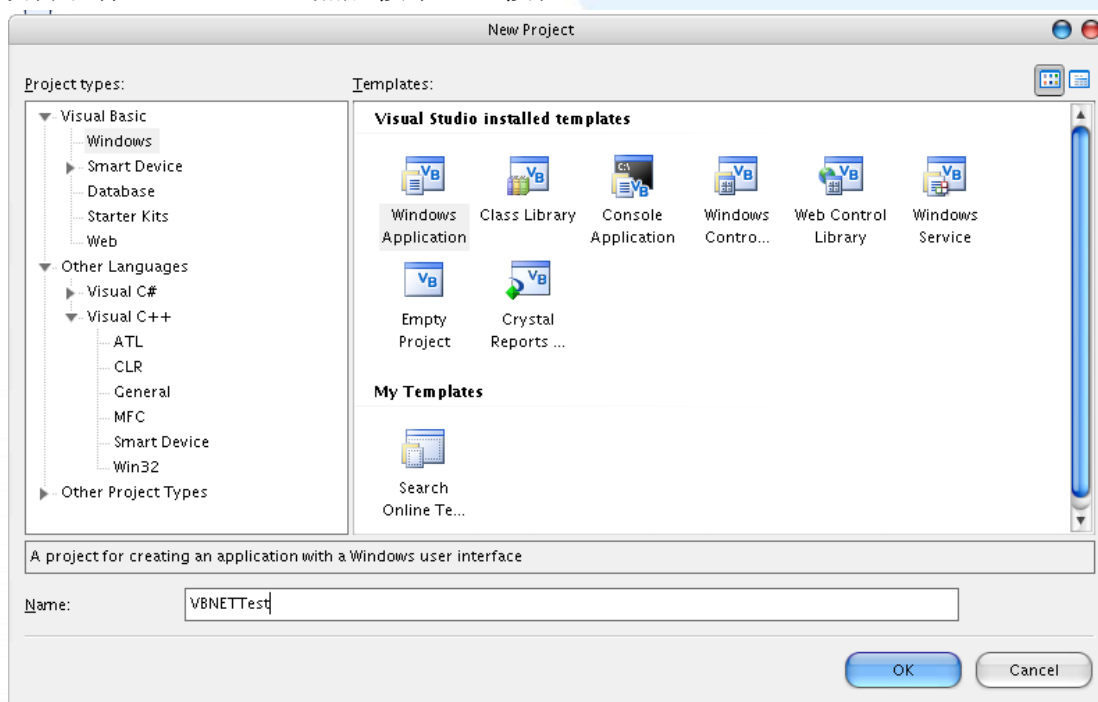 New Project
Project types:
Templates:
Visual Basic
Windows
Smart Device
Database
Starter Kits
Web
Other Languages
Visual C#
Visual C++
ATL
CLR
General
MFC
Smart Device
Win32
Other Project Types
Visual Studio installed templates
Windows Application
Class Library
Console Application
Windows Contro...
Web Control Library
Windows Service
Empty Project
Crystal Reports ...
My Templates
Search Online Te...
A project for creating an application with a Windows user interface
Name:
VBNETTest
OK
Cancel